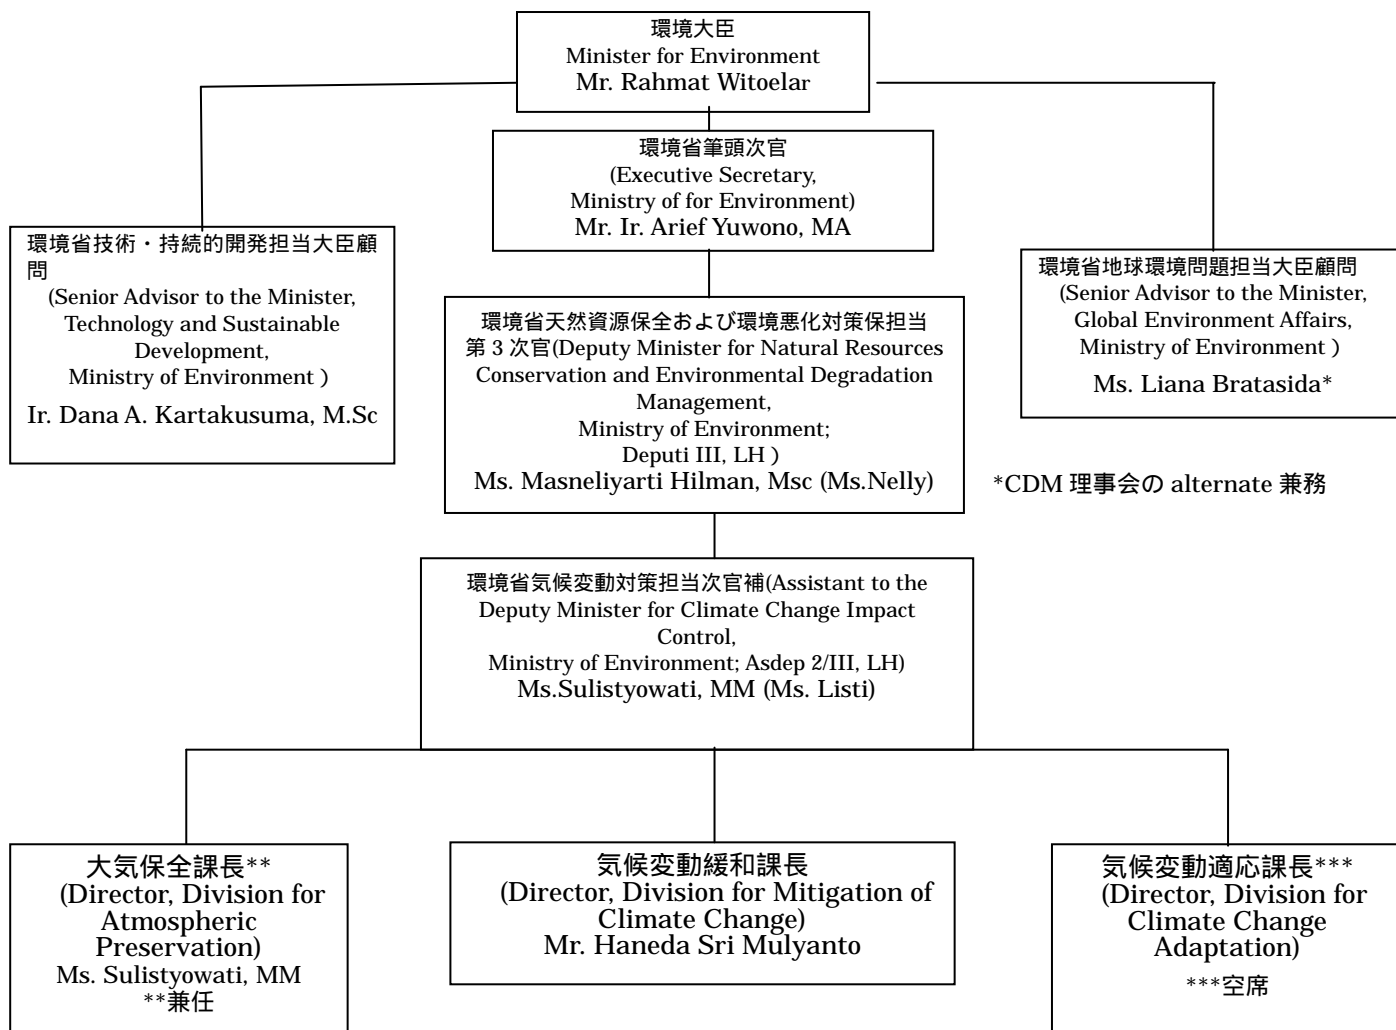 環境大臣
Minister for Environment
Mr. Rahmat Witoelar
環境省筆頭次官
(Executive Secretary,
Ministry of for Environment)
Mr. Ir. Arief Yuwono, MA
環境省技術・持続的開発担当大臣顧
問
(Senior Advisor to the Minister,
Technology and Sustainable
Development,
Ministry of Environment )
Ir. Dana A. Kartakusuma, M.Sc
環境省地球環境問題担当大臣顧問
(Senior Advisor to the Minister,
Global Environment Affairs,
Ministry of Environment )
Ms. Liana Bratasida*
環境省天然資源保全および環境悪化対策保担当
第 3 次官(Deputy Minister for Natural Resources
Conservation and Environmental Degradation
Management,
Ministry of Environment;
Deputi III, LH )
Ms. Masneliyarti Hilman, Msc (Ms.Nelly)
*CDM 理事会の alternate 兼務
環境省気候変動対策担当次官補(Assistant to the
Deputy Minister for Climate Change Impact
Control,
Ministry of Environment; Asdep 2/III, LH)
Ms.Sulistyowati, MM (Ms. Listi)
大気保全課長**
(Director, Division for
Atmospheric
Preservation)
Ms. Sulistyowati, MM
**兼任
気候変動緩和課長
(Director, Division for Mitigation of
Climate Change)
Mr. Haneda Sri Mulyanto
気候変動適応課長***
(Director, Division for
Climate Change
Adaptation)
***空席